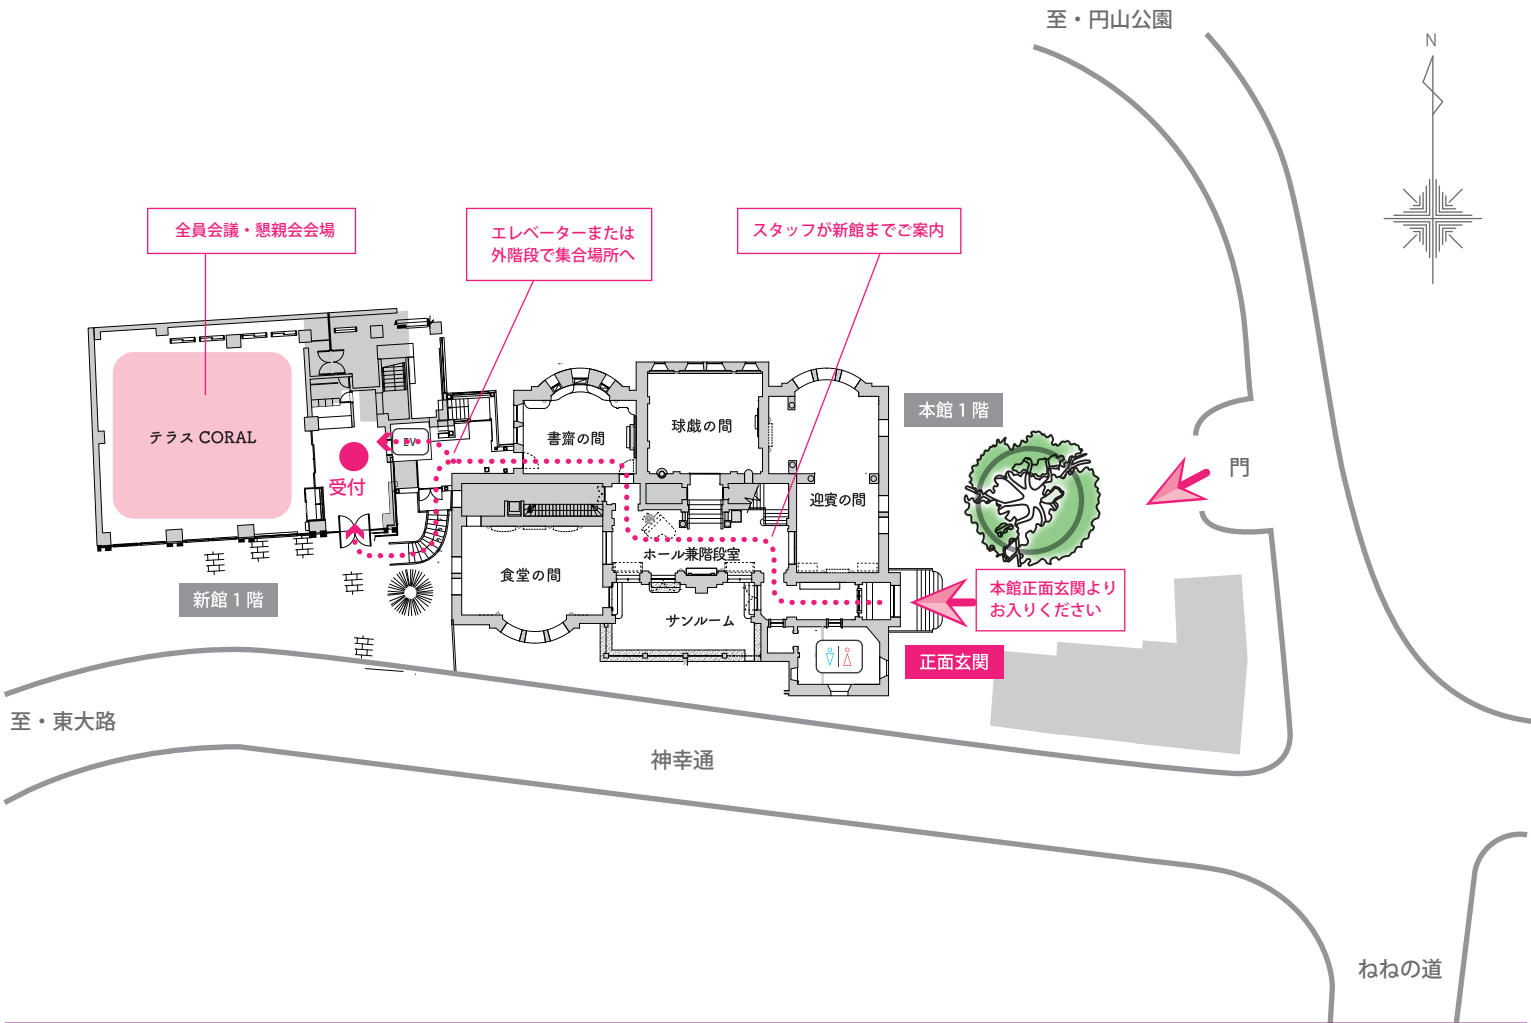 至・円山公園
N
全員会議・懇親会会場
エレベーターまたは
外階段で集合場所へ
スタッフが新館までご案内
本館１階
書斎の間
球戯の間
テラス CORAL
EV
受付
門
迎賓の間
ホール兼階段室
食堂の間
サンルーム
新館１階
本館正面玄関より
お入りください
正面玄関
至・東大路
神幸通
ねねの道